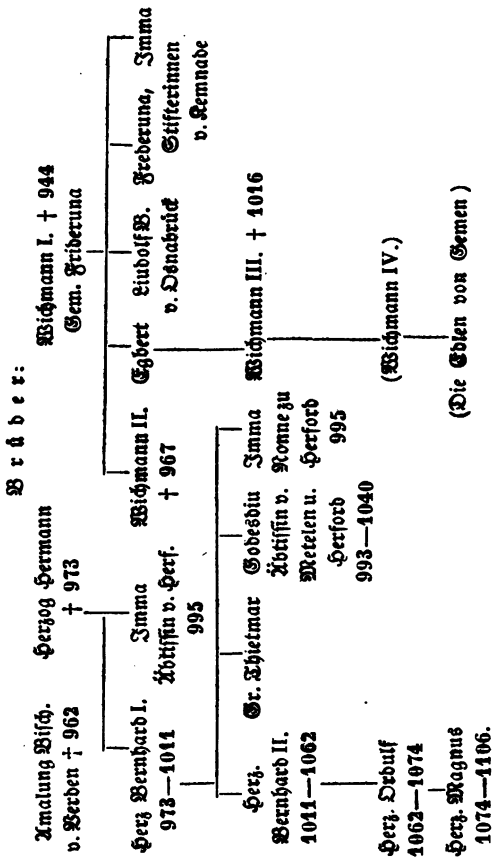 Brüder:
Amalung Bisch.
v. Verden † 962
Herzog Hermann
† 973
Wichmann I. † 944
Gem. Frideruna
Herz Bernhard I.
973—1011
Imma
Äbtissin v. Herf.
995
Wichmann II.
† 967
Egbert
Liudolf B.
v. Osnabrück
Frederuna, Imma
Stifterinnen
v. Kemnade
Herz.
Bernhard II.
1011—1062
Gr. Thietmar
Godesdiu
Äbtissin v.
Metelen u.
Herford
993—1040
Imma
Nonne zu
Herford
995
Wichmann III. † 1016
Herz. Ordulf
1062—1074
(Wichmann IV.)
Herz. Magnus
1074—1106.
(Die Edlen von Gemen)